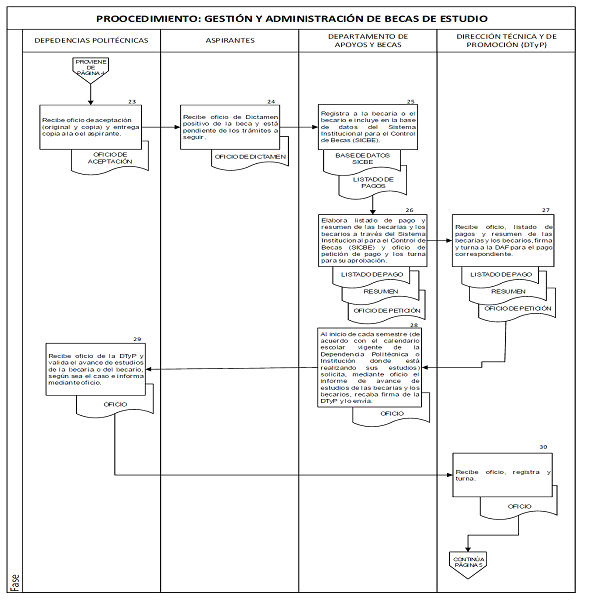 PROOCEDIMIENTO: GESTIÓN Y ADMINISTRACIÓN DE BECAS DE ESTUDIO
DEPEDENCIAS POLITÉCNICAS
ASPIRANTES
DEPARTAMENTO DE
APOYOS Y BECAS
DIRECCIÓN TÉCNICA Y DE
PROMOCIÓN (DTyP)
PROVIENE
DE
PÁGINA 4
23
Recibe oficio de aceptación
(original y copia) y entrega
copia a la o el aspirante.
OFICIO DE
ACEPTACIÓN
24
Recibe oficio de Dictamen
positivo de la beca y está
pendiente de los trámites a
seguir.
OFICIO DE DICTAMEN
25
Registra a la becaria o el
becario e incluye en la base
de datos del Sistema
Institucional para el Control
de Becas (SICBE).
BASE DE DATOS
SICBE
LISTADO DE
PAGOS
26
Elabora listado de pago y
resumen de las becarias y los
becarios a través del Sistema
Institucional para el Control de
Becas (SICBE) y oficio de
petición de pago y los turna
para su aprobación.
LISTADO DE PAGO
RESUMEN
OFICIO DE PETICIÓN
27
Recibe oficio, listado de
pagos y resumen de las
becarias y los becarios, firma
y turna a la DAF para el pago
correspondiente.
LISTADO DE PAGO
RESUMEN
OFICIO DE PETICIÓN
28
Al inicio de cada semestre (de
acuerdo con el calendario
escolar vigente de la
Dependencia Politécnica o
Institución donde está
realizando sus estudios)
solicita, mediante oficio el
informe de avance de
estudios de las becarias y los
becarios, recaba firma de la
DTyP y lo envía.
OFICIO
29
Recibe oficio de la DTyP y
valida el avance de estudios
de la becaria o del becario,
según sea el caso e informa
mediante oficio.
OFICIO
30
Recibe oficio, registra y
turna.
OFICIO
CONTINÚA
PÁGINA 5
Fase